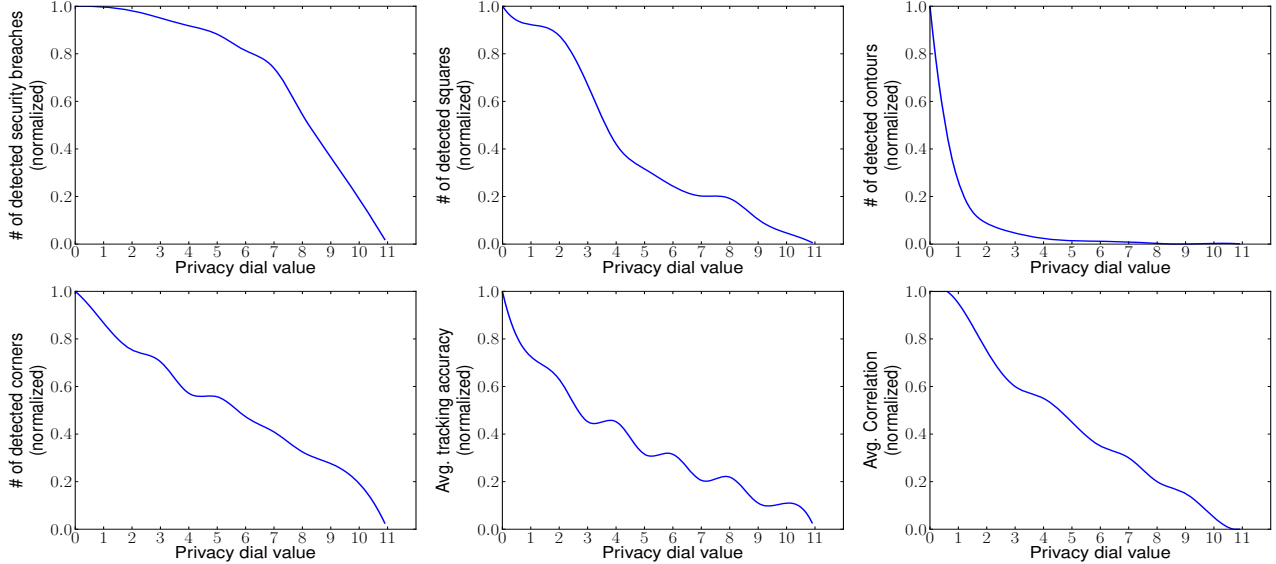 # of detected security breaches
(normalized)
1.0
0.8
0.6
0.4
0.2
0.0
0 1 2 3 4 5 6 7 8 9 10 11
Privacy dial value
# of detected squares
(normalized)
1.0
0.8
0.6
0.4
0.2
0.0
0 1 2 3 4 5 6 7 8 9 10 11
Privacy dial value
# of detected contours
(normalized)
1.0
0.8
0.6
0.4
0.2
0.0
0 1 2 3 4 5 6 7 8 9 10 11
Privacy dial value
# of detected corners
(normalized)
1.0
0.8
0.6
0.4
0.2
0.0
0 1 2 3 4 5 6 7 8 9 10 11
Privacy dial value
Avg. tracking accuracy
(normalized)
1.0
0.8
0.6
0.4
0.2
0.0
0 1 2 3 4 5 6 7 8 9 10 11
Privacy dial value
Avg. Correlation
(normalized)
1.0
0.8
0.6
0.4
0.2
0.0
0 1 2 3 4 5 6 7 8 9 10 11
Privacy dial value